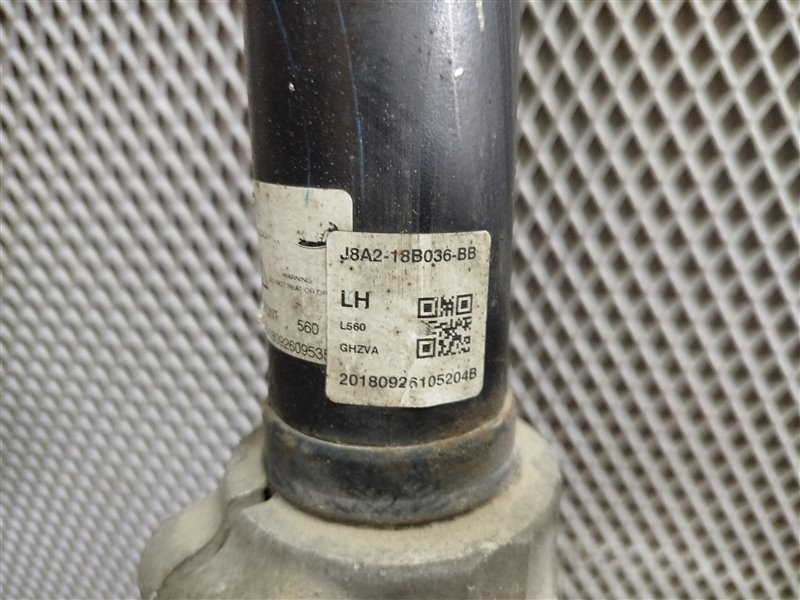 WARNING
560
J8A2-18B036-BB
LH
L560
GHZVA
20180926105204B